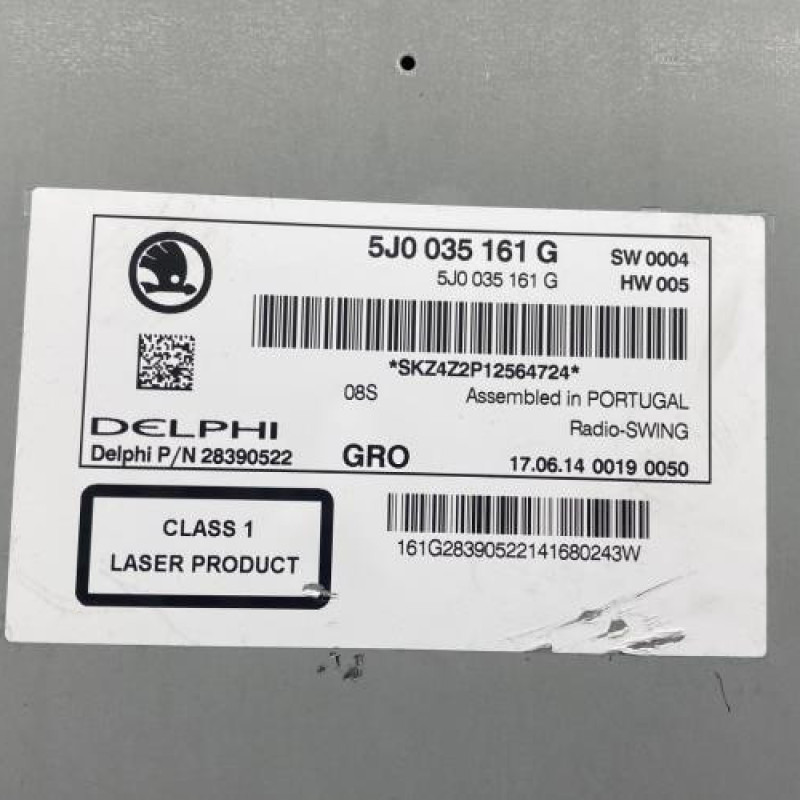 5J0 035 161 G SW 0004
5J0 035 161 G HW 005
*SKZ4Z2P12564724*
08S Assembled in PORTUGAL
DELPHI Radio-SWING
Delphi P/N 28390522 GRO 17.06.14 0019 0050
CLASS 1
LASER PRODUCT
161G28390522141680243W